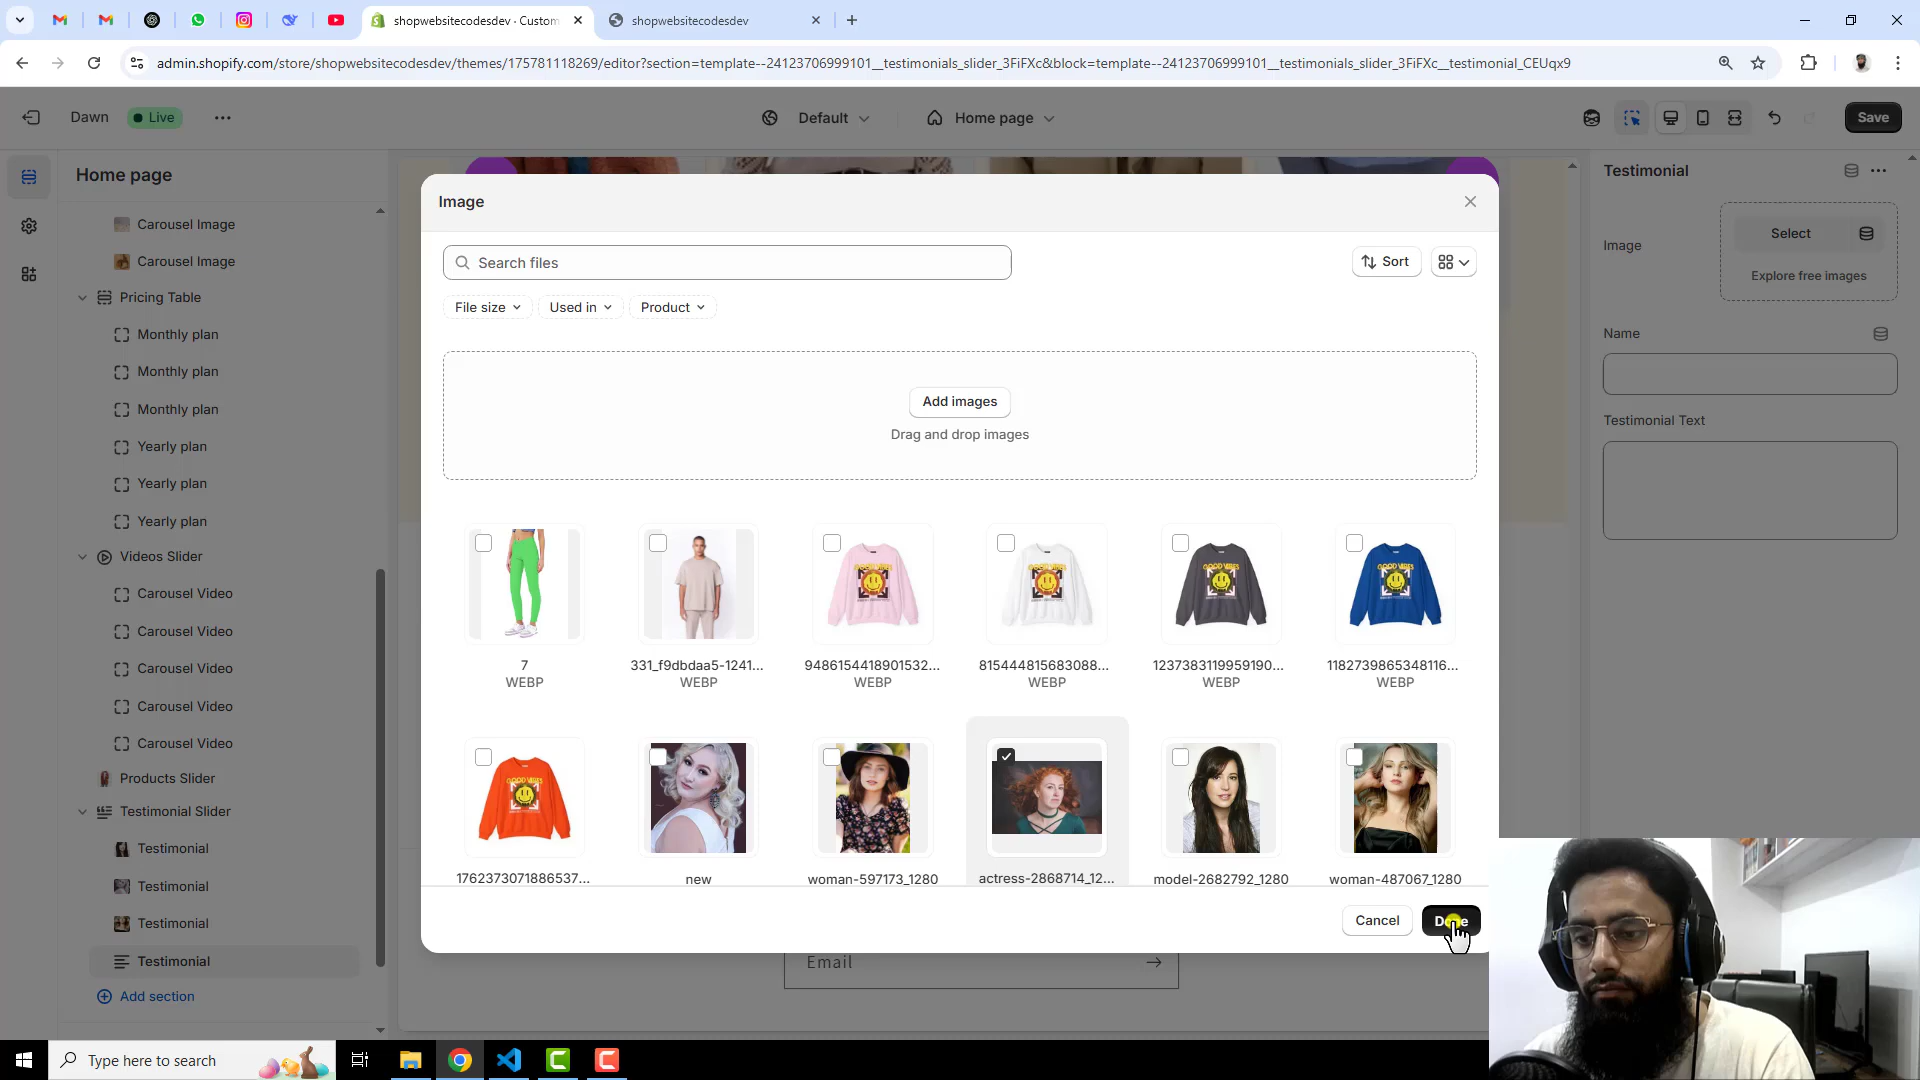 shopwebsitecodesdev · Custom
shopwebsitecodesdev
admin.shopify.com/store/shopwebsitecodesdev/themes/175781118269/editor?section=template--24123706999101__testimonials_slider_3FiFXc&block=template--24123706999101__testimonials_slider_3FiFXc__testimonial_CEUqx9
Dawn
Live
Default
Home page
Save
Home page
Carousel Image
Carousel Image
Pricing Table
Monthly plan
Monthly plan
Monthly plan
Yearly plan
Yearly plan
Yearly plan
Videos Slider
Carousel Video
Carousel Video
Carousel Video
Carousel Video
Carousel Video
Products Slider
Testimonial Slider
Testimonial
Testimonial
Testimonial
Testimonial
Add section
Image
Search files
Sort
File size
Used in
Product
Add images
Drag and drop images
7
WEBP
331_f9dbdaa5-1241...
WEBP
9486154418901532...
WEBP
815444815683088...
WEBP
1237383119959190...
WEBP
1182739865348116...
WEBP
1762373071886537...
new
woman-597173_1280
actress-2868714_12...
model-2682792_1280
woman-487067_1280
Cancel
Done
Email
Testimonial
Image
Select
Explore free images
Name
Testimonial Text
Type here to search